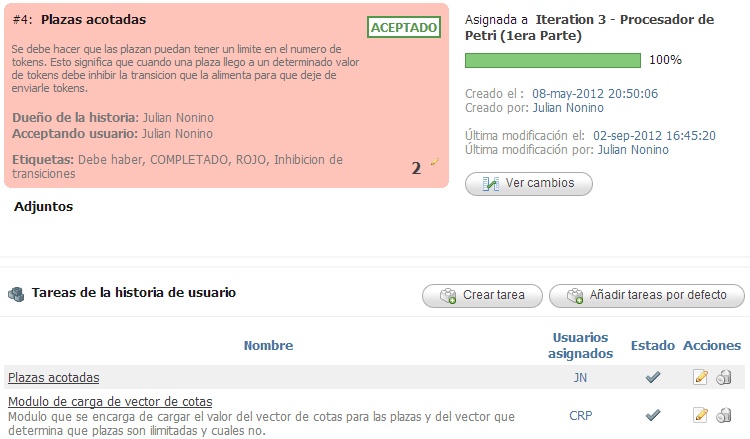 #4: Plazas acotadas
ACEPTADO
Se debe hacer que las plazan puedan tener un limite en el numero de
tokens. Esto significa que cuando una plaza llego a un determinado valor
de tokens debe inhibir la transicion que la alimenta para que deje de
enviarle tokens.
Dueño de la historia: Julian Nonino
Acceptando usuario: Julian Nonino
Etiquetas: Debe haber, COMPLETADO, ROJO, Inhibicion de
transiciones
2
Adjuntos
Asignada a Iteration 3 - Procesador de
Petri (1era Parte)
100%
Creado el : 08-may-2012 20:50:06
Creado por: Julian Nonino
Última modificación el: 02-sep-2012 16:45:20
Última modificación por: Julian Nonino
Ver cambios
Tareas de la historia de usuario
Crear tarea
Añadir tareas por defecto
Nombre
Usuarios
asignados
Estado
Acciones
Plazas acotadas
JN
Modulo de carga de vector de cotas
Modulo que se encarga de cargar el valor del vector de cotas para las plazas y del vector que
determina que plazas son ilimitadas y cuales no.
CRP